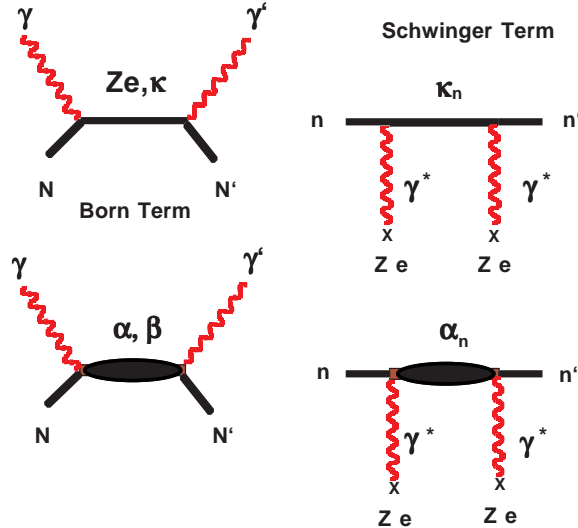 γ γ'
Ze,κ
N N'
Born Term
γ γ'
α, β
N N'
Schwinger Term
κn
n n'
γ* γ*
x x
Z e Z e
αn
n n'
γ* γ*
x x
Z e Z e